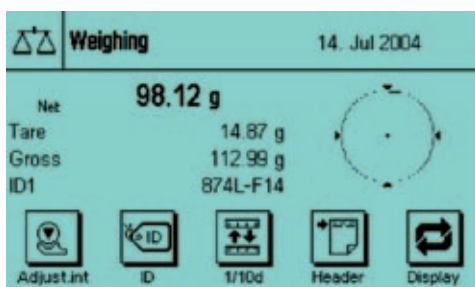 Weighing 14. Jul 2004
Net 98.12 g
Tare 14.87 g
Gross 112.99 g
ID1 874L-F14
ID
Adjust.int ID 1/10d Header Display